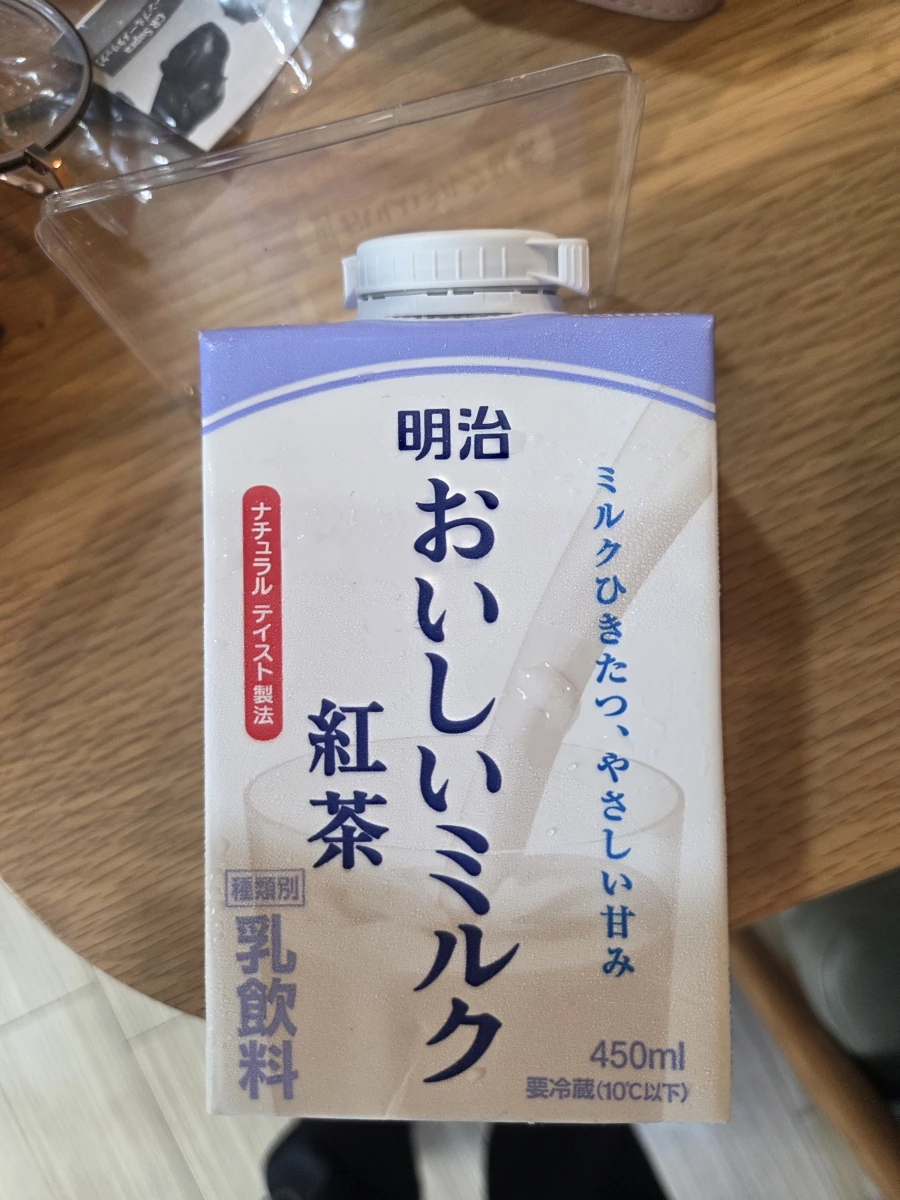 GR Supra
明治
ミルクひきたつ、やさしい甘み
おいしいミルク
紅茶
ナチュラル テイスト製法
種類別
乳飲料
450ml
要冷蔵(10℃以下)